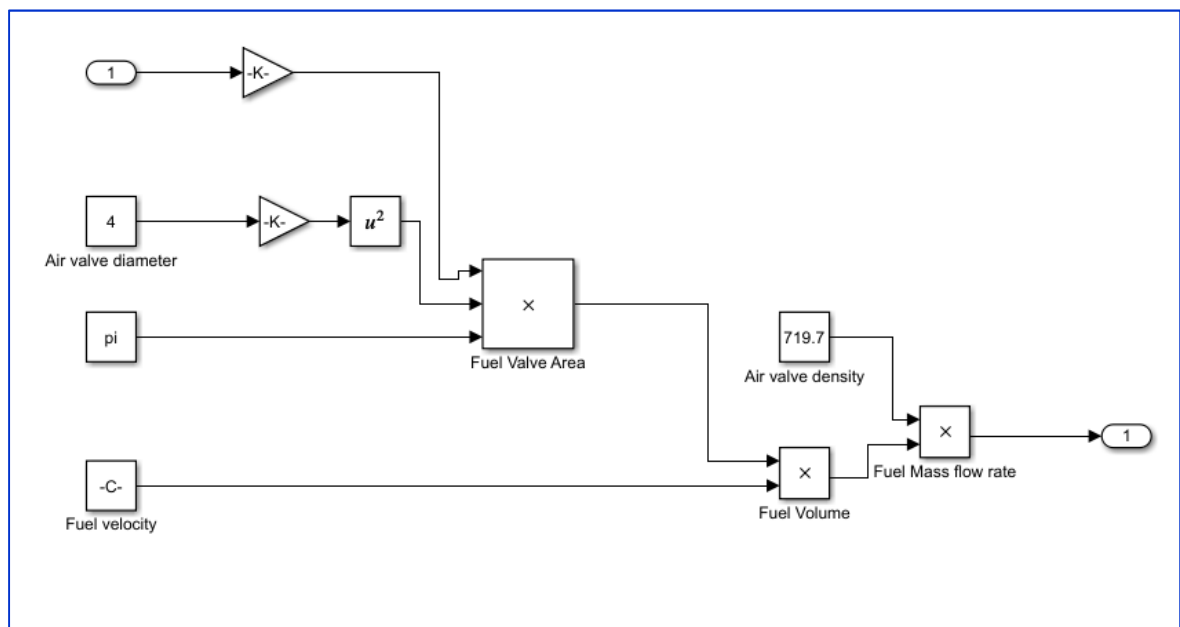 1
-K-
4
-K-
u²
Air valve diameter
pi
×
Fuel Valve Area
719.7
Air valve density
×
Fuel Mass flow rate
1
-C-
Fuel velocity
×
Fuel Volume